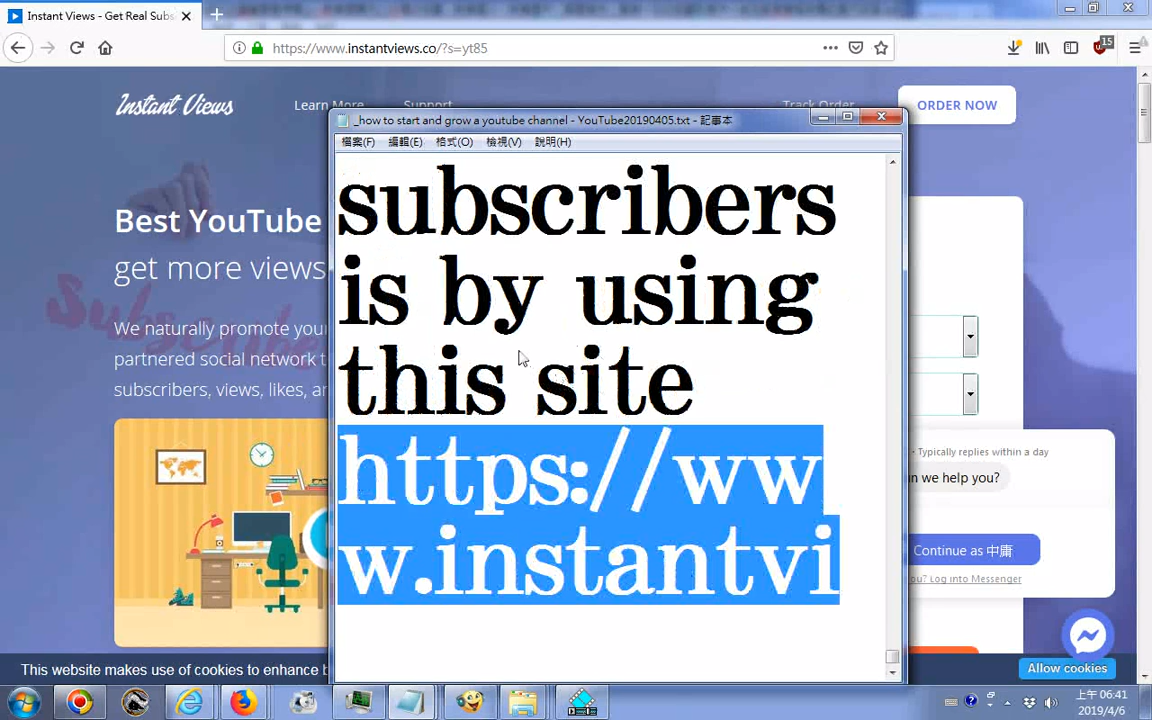 Instant Views - Get Real Subs
https://www.instantviews.co/?s=yt85
15
Instant Views
Learn More
Support
Track Order
ORDER NOW
_how to start and grow a youtube channel - YouTube20190405.txt - 記事本
檔案(F) 編輯(E) 格式(O) 檢視(V) 說明(H)
Best YouTube
get more views
We naturally promote your
partnered social network t
subscribers, views, likes, an
Subscribe
subscribers
is by using
this site
https://ww
w.instantvi
- Typically replies within a day
n we help you?
Continue as 中庸
ou? Log into Messenger
This website makes use of cookies to enhance b
Allow cookies
上午 06:41
2019/4/6